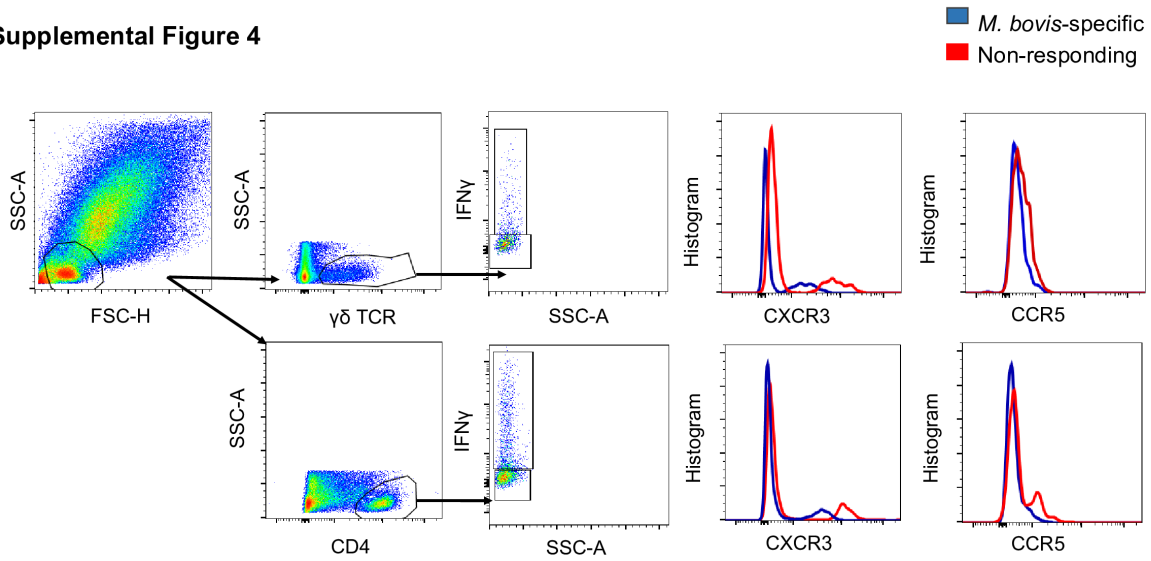 Supplemental Figure 4
M. bovis-specific
Non-responding
SSC-A
FSC-H
SSC-A
γδ TCR
IFNγ
SSC-A
Histogram
CXCR3
Histogram
CCR5
SSC-A
CD4
IFNγ
SSC-A
Histogram
CXCR3
Histogram
CCR5